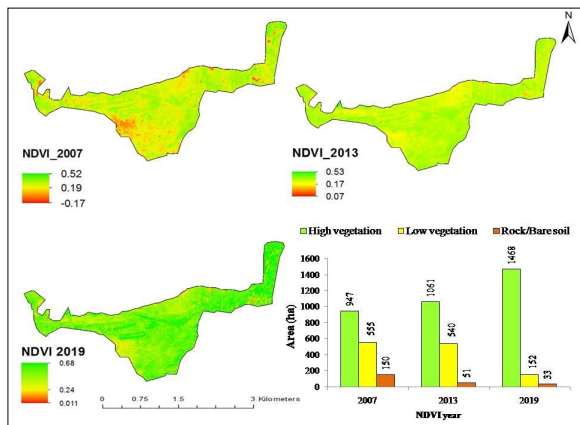 N
NDVI_2007
0.52
0.19
-0.17
NDVI_2013
0.53
0.17
0.07
NDVI 2019
0.68
0.24
0.011
0 0.75 1.5 3 Kilometers
High vegetation Low vegetation Rock/Bare soil
Area (ha)
1600
1400
1200
1000
800
600
400
200
0
947 555 150
1061 540 51
1468 152 33
2007 2013 2019
NDVI year